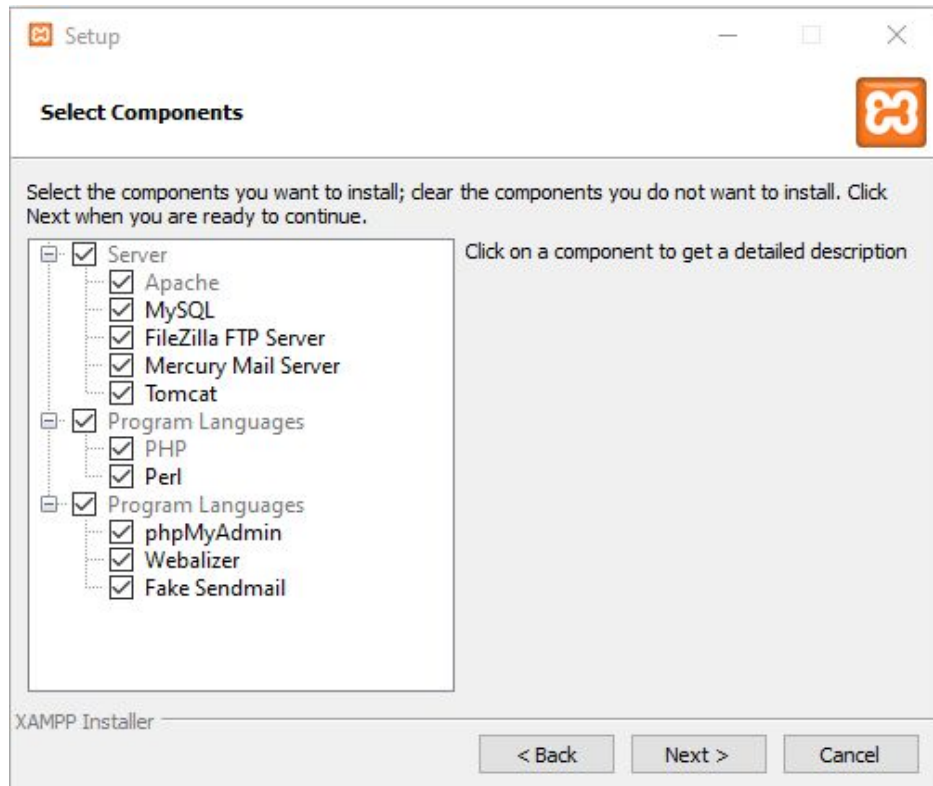 Setup
Select Components
Select the components you want to install; clear the components you do not want to install. Click
Next when you are ready to continue.
Server
Apache
MySQL
FileZilla FTP Server
Mercury Mail Server
Tomcat
Program Languages
PHP
Perl
Program Languages
phpMyAdmin
Webalizer
Fake Sendmail
Click on a component to get a detailed description
XAMPP Installer
< Back
Next >
Cancel